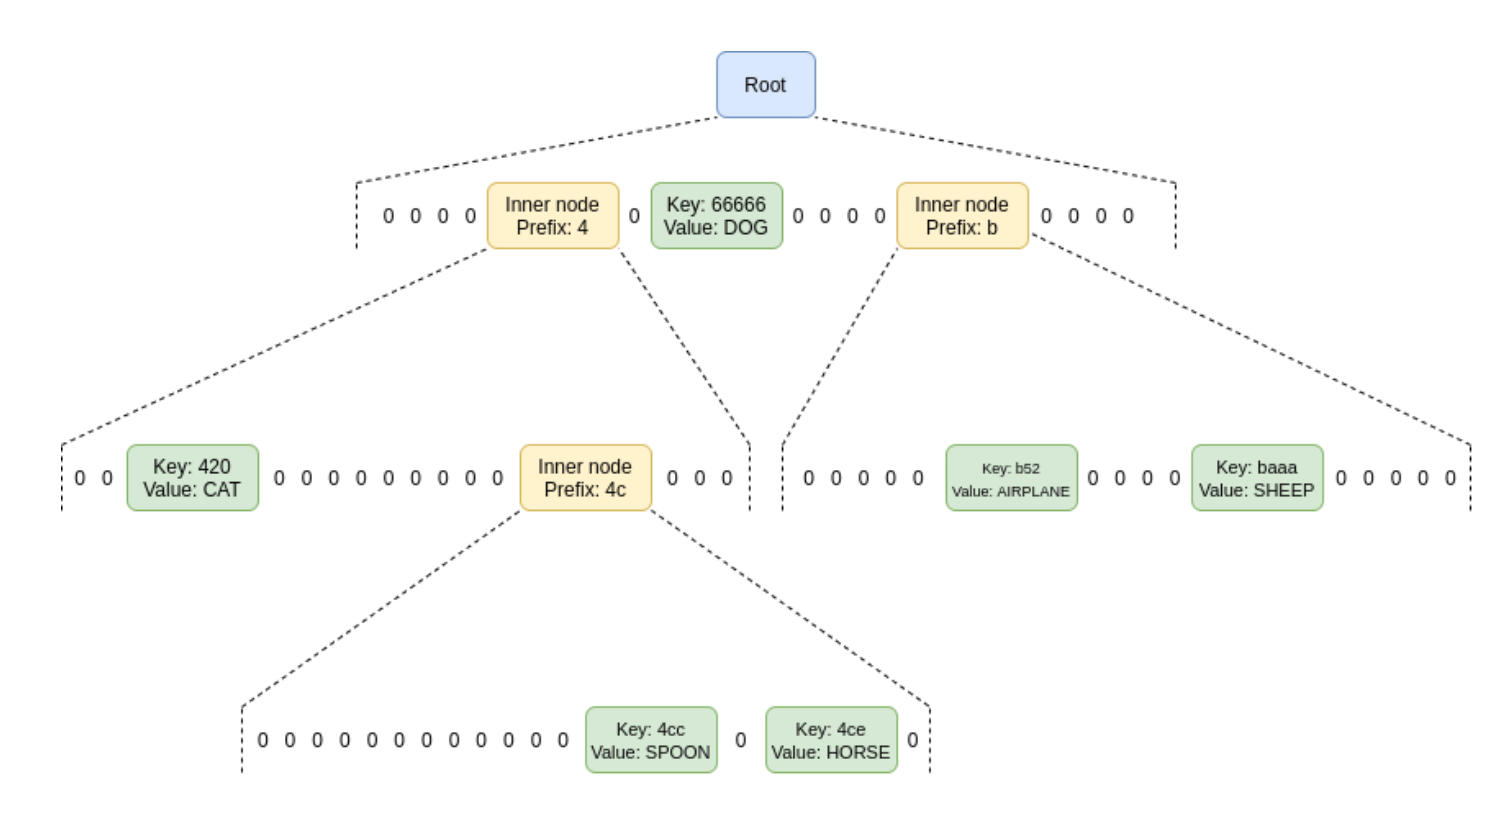 Root
0 0 0 0
Inner node
Prefix: 4
0
Key: 66666
Value: DOG
0 0 0 0
Inner node
Prefix: b
0 0 0 0
0 0
Key: 420
Value: CAT
0 0 0 0 0 0 0 0 0
Inner node
Prefix: 4c
0 0 0
0 0 0 0 0
Key: b52
Value: AIRPLANE
0 0 0 0
Key: baaa
Value: SHEEP
0 0 0 0 0
0 0 0 0 0 0 0 0 0 0 0 0
Key: 4cc
Value: SPOON
0
Key: 4ce
Value: HORSE
0